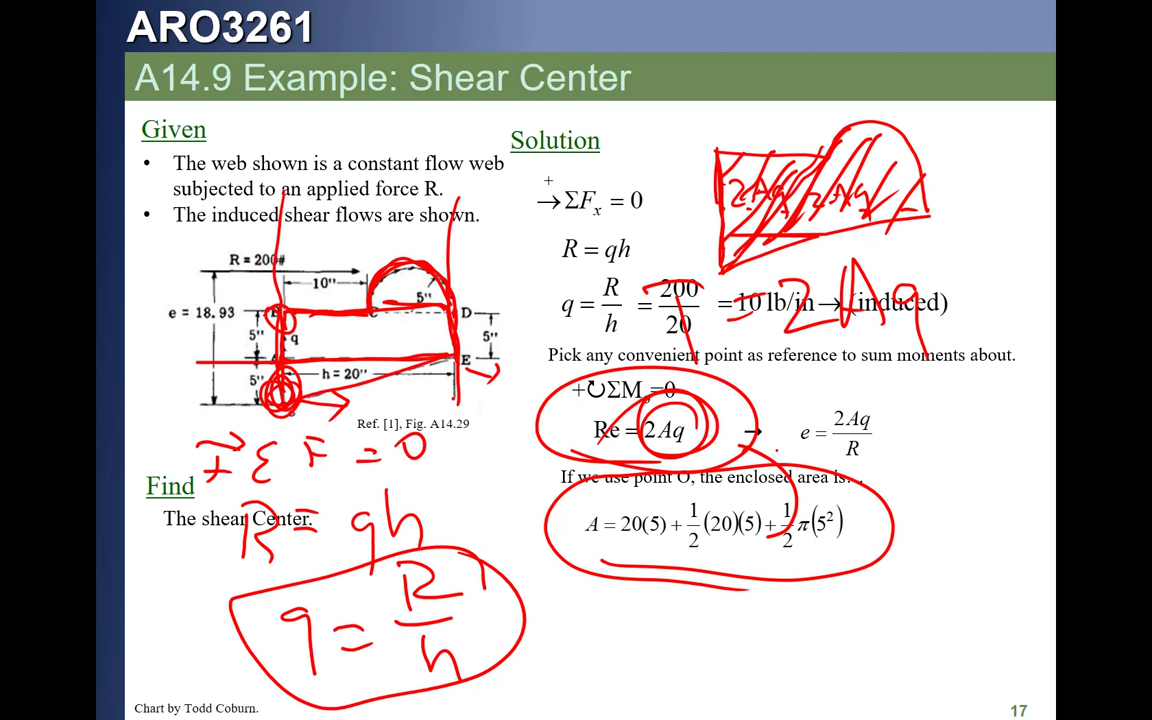 ARO3261
A14.9 Example: Shear Center
Given
• The web shown is a constant flow web
subjected to an applied force R.
• The induced shear flows are shown.
R = 200#
10"
5"
e = 18.93
D
5"
q
5"
E
5"
h = 20"
Ref. [1], Fig. A14.29
Σ F = 0
Find
The shear Center.
R = qh
q = R/h
Solution
+
→ ΣFₓ = 0
R = qh
q = R/h = 200/20 = 10 lb/in → (induced)
2Aq
T = 2Aq
Pick any convenient point as reference to sum moments about.
+↻ΣMₒ=0
Re = 2Aq → e = 2Aq/R
If we use point O, the enclosed area is…
A = 20(5) + 1/2 (20)(5) + 1/2 π(5²)
Chart by Todd Coburn.
17